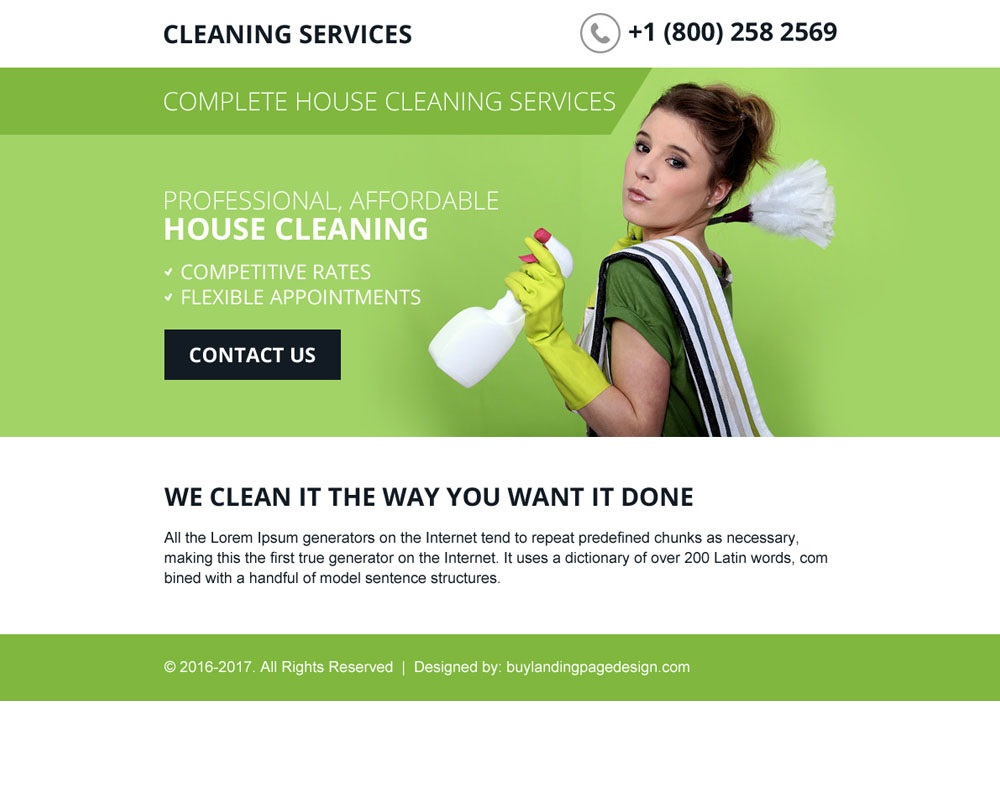 CLEANING SERVICES
+1 (800) 258 2569
COMPLETE HOUSE CLEANING SERVICES
PROFESSIONAL, AFFORDABLE
HOUSE CLEANING
COMPETITIVE RATES
FLEXIBLE APPOINTMENTS
CONTACT US
WE CLEAN IT THE WAY YOU WANT IT DONE
All the Lorem Ipsum generators on the Internet tend to repeat predefined chunks as necessary,
making this the first true generator on the Internet. It uses a dictionary of over 200 Latin words, com
bined with a handful of model sentence structures.
© 2016-2017. All Rights Reserved | Designed by: buylandingpagedesign.com